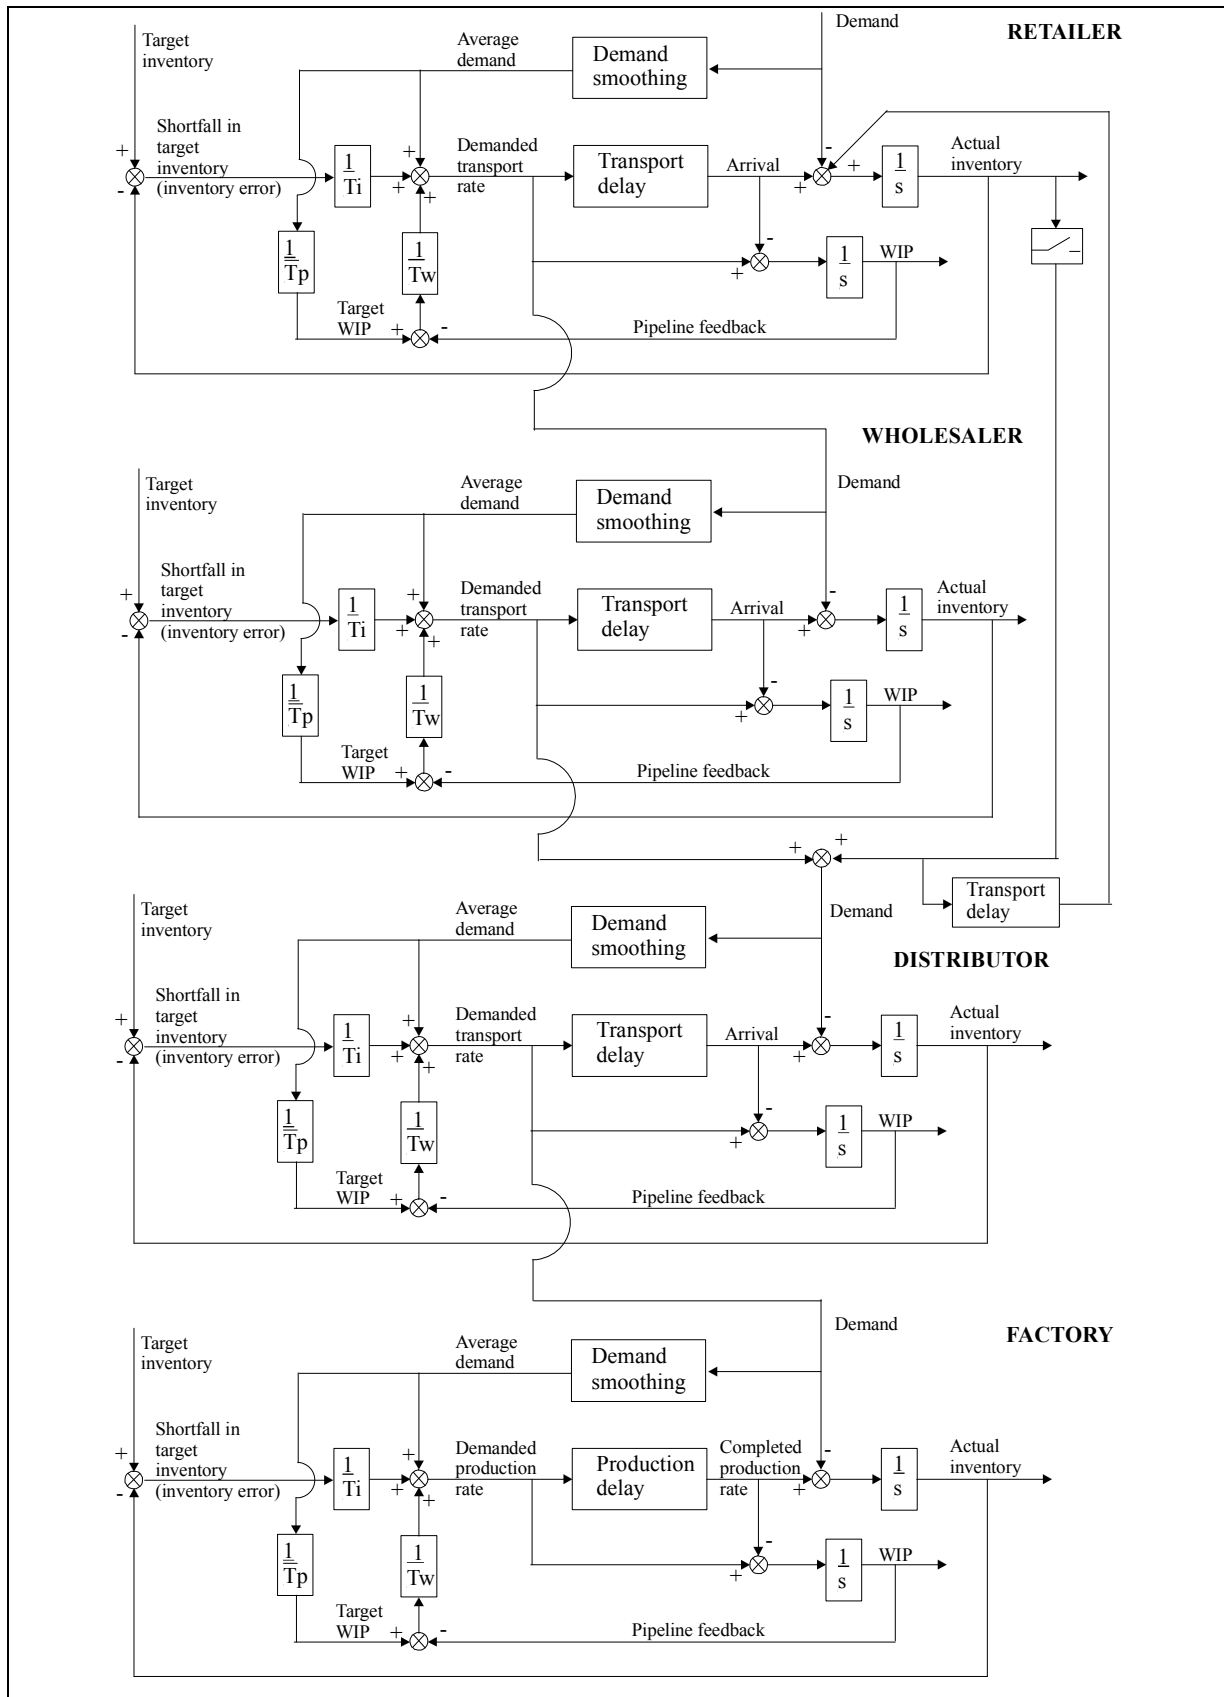 Demand
RETAILER
Target
inventory
Average
demand
Demand
smoothing
Shortfall in
target
inventory
(inventory error)
+
-
1
Ti
+
+
+
Demanded
transport
rate
Transport
delay
Arrival
-
+
+
1
s
Actual
inventory
1
Tp
1
Tw
-
+
1
s
WIP
Target
WIP
+
-
Pipeline feedback
WHOLESALER
Target
inventory
Average
demand
Demand
smoothing
Demand
Shortfall in
target
inventory
(inventory error)
+
-
1
Ti
+
+
+
Demanded
transport
rate
Transport
delay
Arrival
-
+
1
s
Actual
inventory
1
Tp
1
Tw
-
+
1
s
WIP
Target
WIP
+
-
Pipeline feedback
+
+
Transport
delay
Target
inventory
Average
demand
Demand
smoothing
Demand
DISTRIBUTOR
Shortfall in
target
inventory
(inventory error)
+
-
1
Ti
+
+
+
Demanded
transport
rate
Transport
delay
Arrival
-
+
1
s
Actual
inventory
1
Tp
1
Tw
-
+
1
s
WIP
Target
WIP
+
-
Pipeline feedback
Target
inventory
Average
demand
Demand
smoothing
Demand
FACTORY
Shortfall in
target
inventory
(inventory error)
+
-
1
Ti
+
+
+
Demanded
production
rate
Production
delay
Completed
production
rate
-
+
1
s
Actual
inventory
1
Tp
1
Tw
-
+
1
s
WIP
Target
WIP
+
-
Pipeline feedback